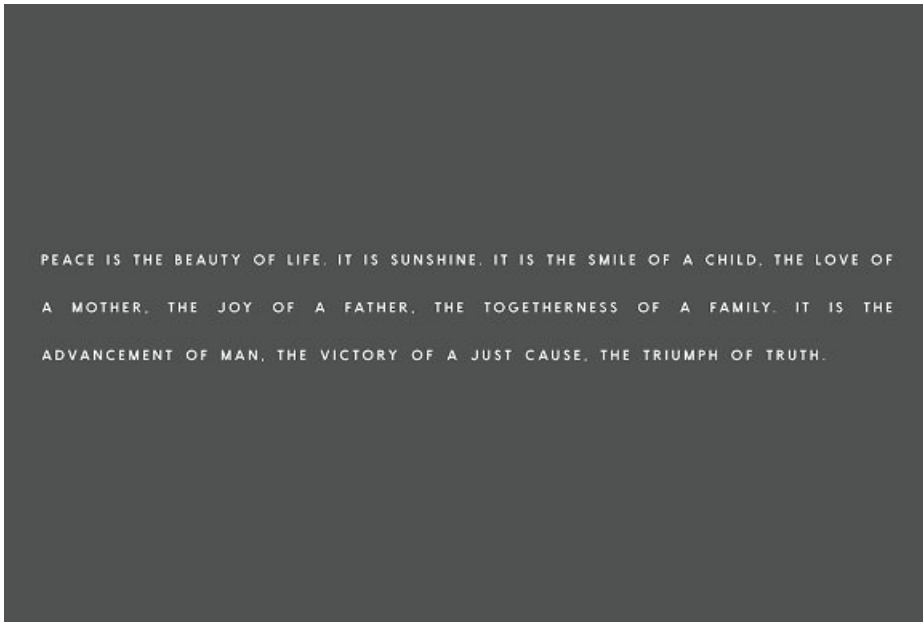 PEACE IS THE BEAUTY OF LIFE. IT IS SUNSHINE. IT IS THE SMILE OF A CHILD, THE LOVE OF
A MOTHER, THE JOY OF A FATHER, THE TOGETHERNESS OF A FAMILY. IT IS THE
ADVANCEMENT OF MAN, THE VICTORY OF A JUST CAUSE, THE TRIUMPH OF TRUTH.